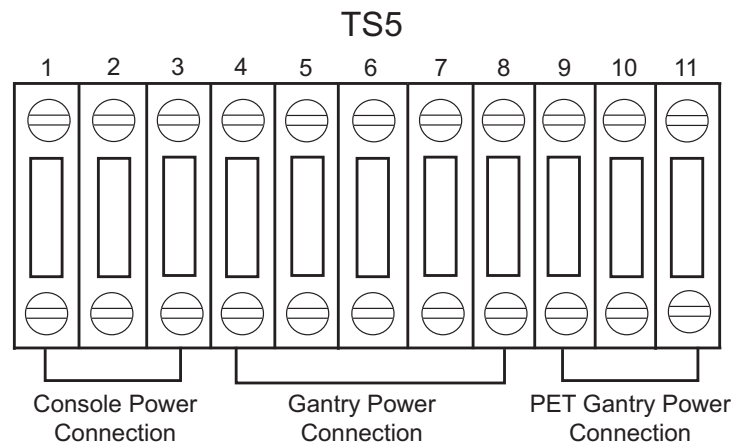 TS5
1 2 3 4 5 6 7 8 9 10 11
Console Power Gantry Power PET Gantry Power
Connection Connection Connection